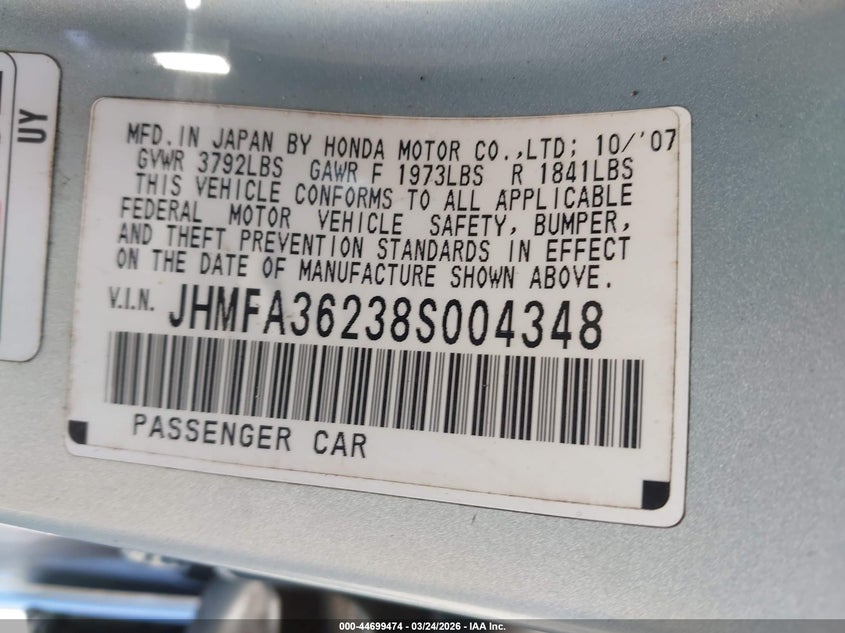 UY
MFD. IN JAPAN BY HONDA MOTOR CO.,LTD; 10/'07
GVWR 3792LBS GAWR F 1973LBS R 1841LBS
THIS VEHICLE CONFORMS TO ALL APPLICABLE
FEDERAL MOTOR VEHICLE SAFETY, BUMPER,
AND THEFT PREVENTION STANDARDS IN EFFECT
ON THE DATE OF MANUFACTURE SHOWN ABOVE.
V.I.N. JHMFA36238S004348
PASSENGER CAR
000-44699474 - 03/24/2026 - IAA Inc.